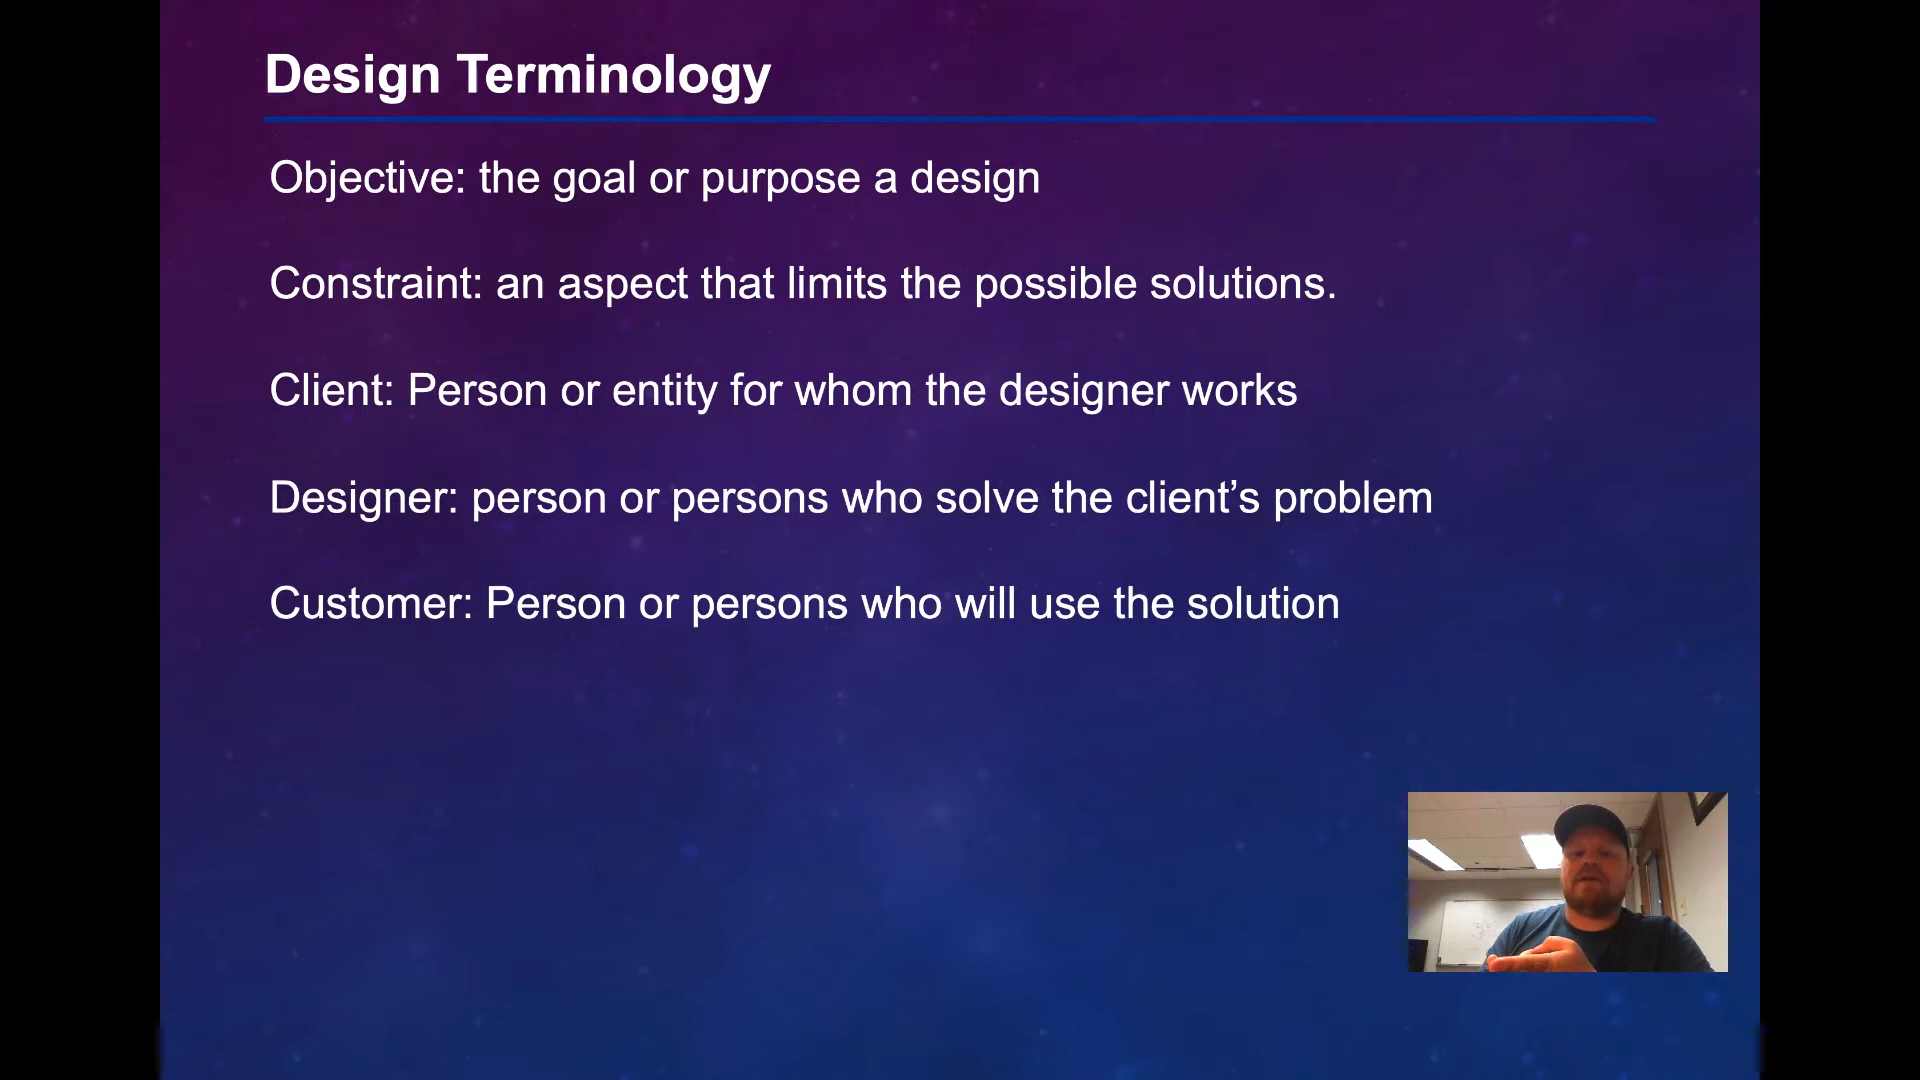 Design Terminology
Objective: the goal or purpose a design
Constraint: an aspect that limits the possible solutions.
Client: Person or entity for whom the designer works
Designer: person or persons who solve the client’s problem
Customer: Person or persons who will use the solution